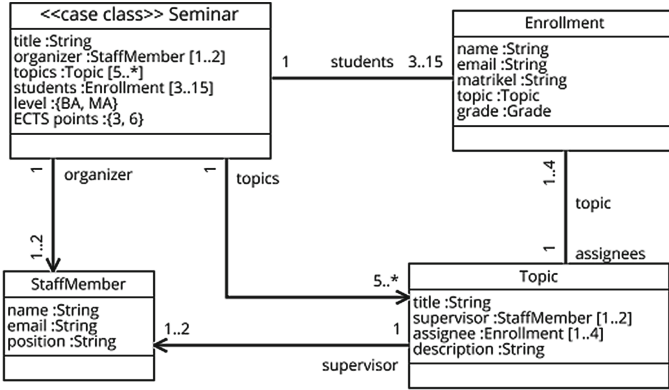 <<case class>> Seminar
title :String
organizer :StaffMember [1..2]
topics :Topic [5..*]
students :Enrollment [3..15]
level :{BA, MA}
ECTS points :{3, 6}
1
students
3..15
Enrollment
name :String
email :String
matrikel :String
topic :Topic
grade :Grade
1
organizer
1..2
1
topics
5..*
1..4
topic
1
assignees
StaffMember
name :String
email :String
position :String
1..2
1
supervisor
Topic
title :String
supervisor :StaffMember [1..2]
assignee :Enrollment [1..4]
description :String